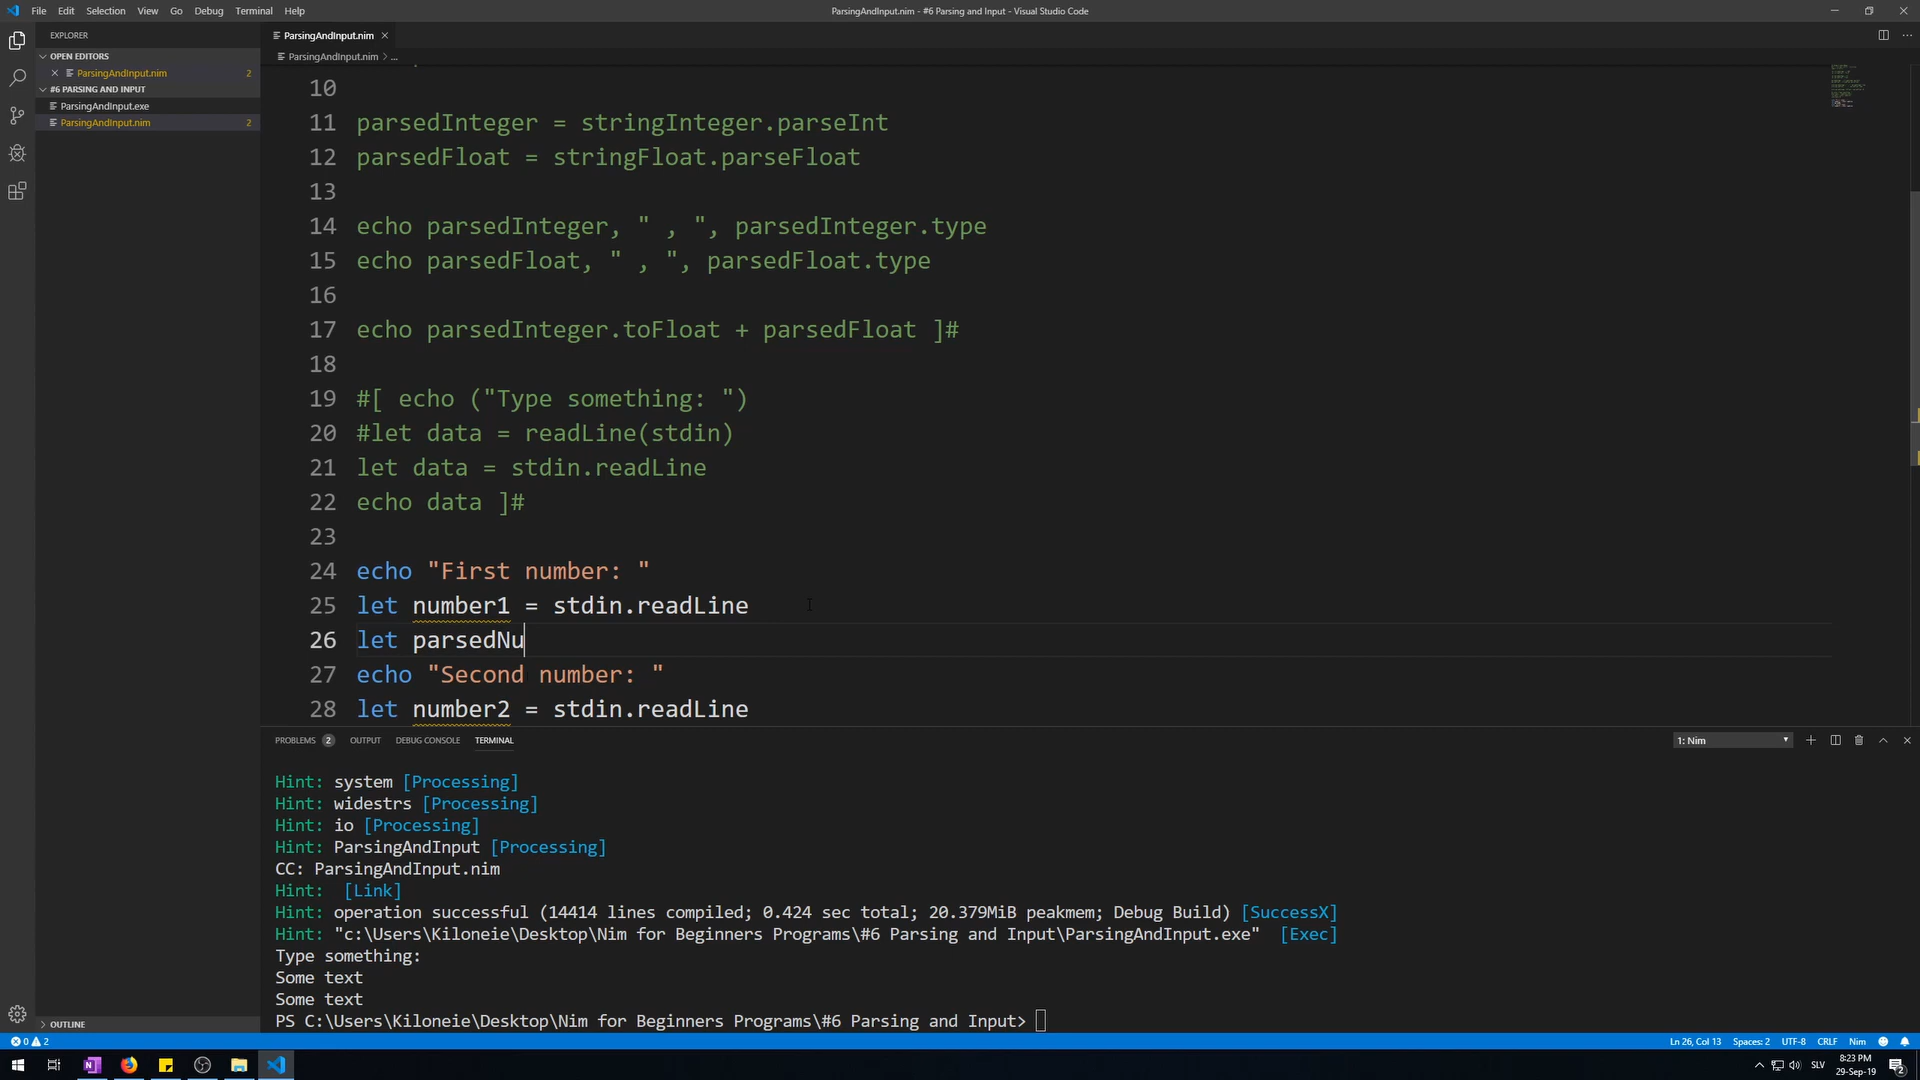 File Edit Selection View Go Debug Terminal Help
ParsingAndInput.nim - #6 Parsing and Input - Visual Studio Code
EXPLORER
OPEN EDITORS
ParsingAndInput.nim 2
#6 PARSING AND INPUT
ParsingAndInput.exe
ParsingAndInput.nim 2
OUTLINE
ParsingAndInput.nim
ParsingAndInput.nim > ...
10
11 parsedInteger = stringInteger.parseInt
12 parsedFloat = stringFloat.parseFloat
13
14 echo parsedInteger, " , ", parsedInteger.type
15 echo parsedFloat, " , ", parsedFloat.type
16
17 echo parsedInteger.toFloat + parsedFloat ]#
18
19 #[ echo ("Type something: ")
20 #let data = readLine(stdin)
21 let data = stdin.readLine
22 echo data ]#
23
24 echo "First number: "
25 let number1 = stdin.readLine
26 let parsedNu
27 echo "Second number: "
28 let number2 = stdin.readLine
PROBLEMS 2 OUTPUT DEBUG CONSOLE TERMINAL
1: Nim
Hint: system [Processing]
Hint: widestrs [Processing]
Hint: io [Processing]
Hint: ParsingAndInput [Processing]
CC: ParsingAndInput.nim
Hint:  [Link]
Hint: operation successful (14414 lines compiled; 0.424 sec total; 20.379MiB peakmem; Debug Build) [SuccessX]
Hint: "c:\Users\Kiloneie\Desktop\Nim for Beginners Programs\#6 Parsing and Input\ParsingAndInput.exe"  [Exec]
Type something:
Some text
Some text
PS C:\Users\Kiloneie\Desktop\Nim for Beginners Programs\#6 Parsing and Input>
0 2
Ln 26, Col 13 Spaces: 2 UTF-8 CRLF Nim
SLV
8:23 PM
29-Sep-19
2